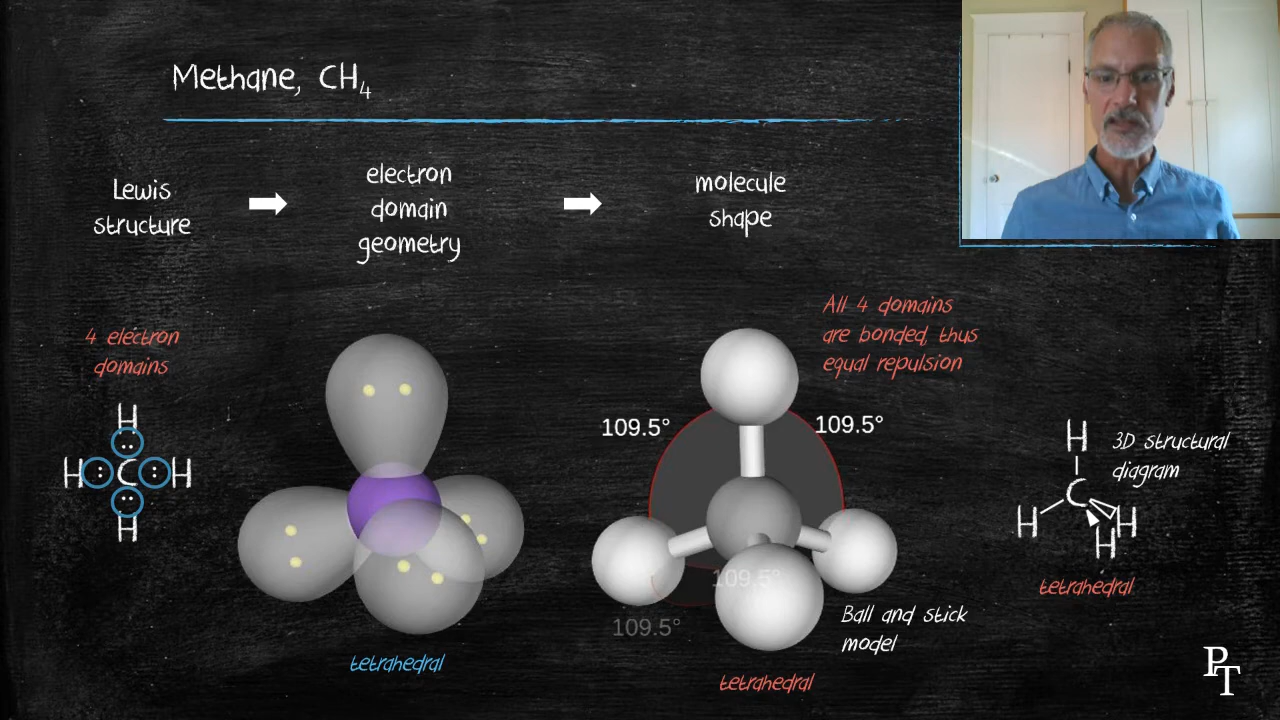 Methane, CH₄
Lewis
structure
electron
domain
geometry
molecule
shape
4 electron
domains
H
H C H
H
tetrahedral
All 4 domains
are bonded, thus
equal repulsion
109.5°
109.5°
109.5°
109.5°
Ball and stick
model
tetrahedral
H
C
H H
H
3D structural
diagram
tetrahedral
PT